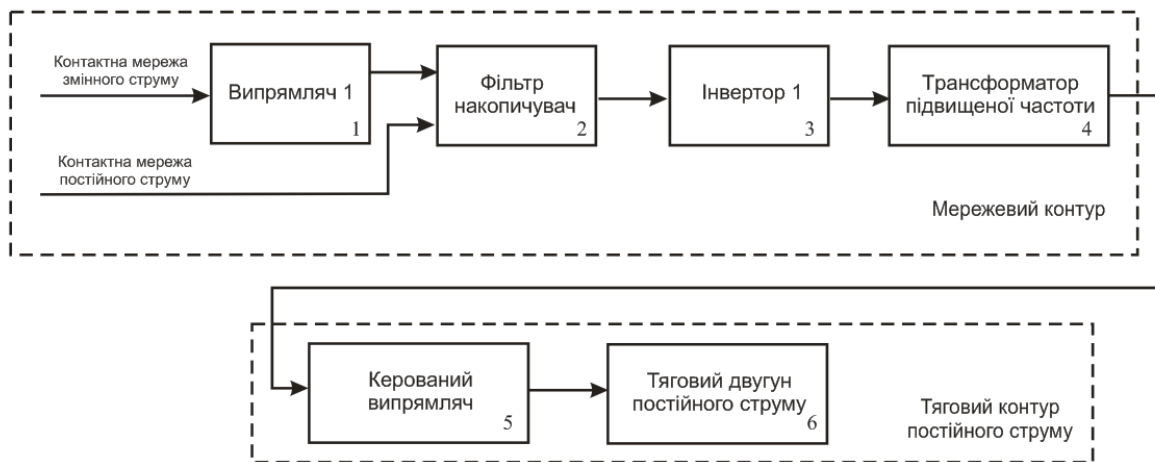 Контактна мережа
змінного струму
Випрямляч 1
1
Фільтр
накопичувач
2
Інвертор 1
3
Трансформатор
підвищеної частоти
4
Контактна мережа
постійного струму
Мережевий контур
Керований
випрямляч
5
Тяговий двугун
постійного струму
6
Тяговий контур
постійного струму